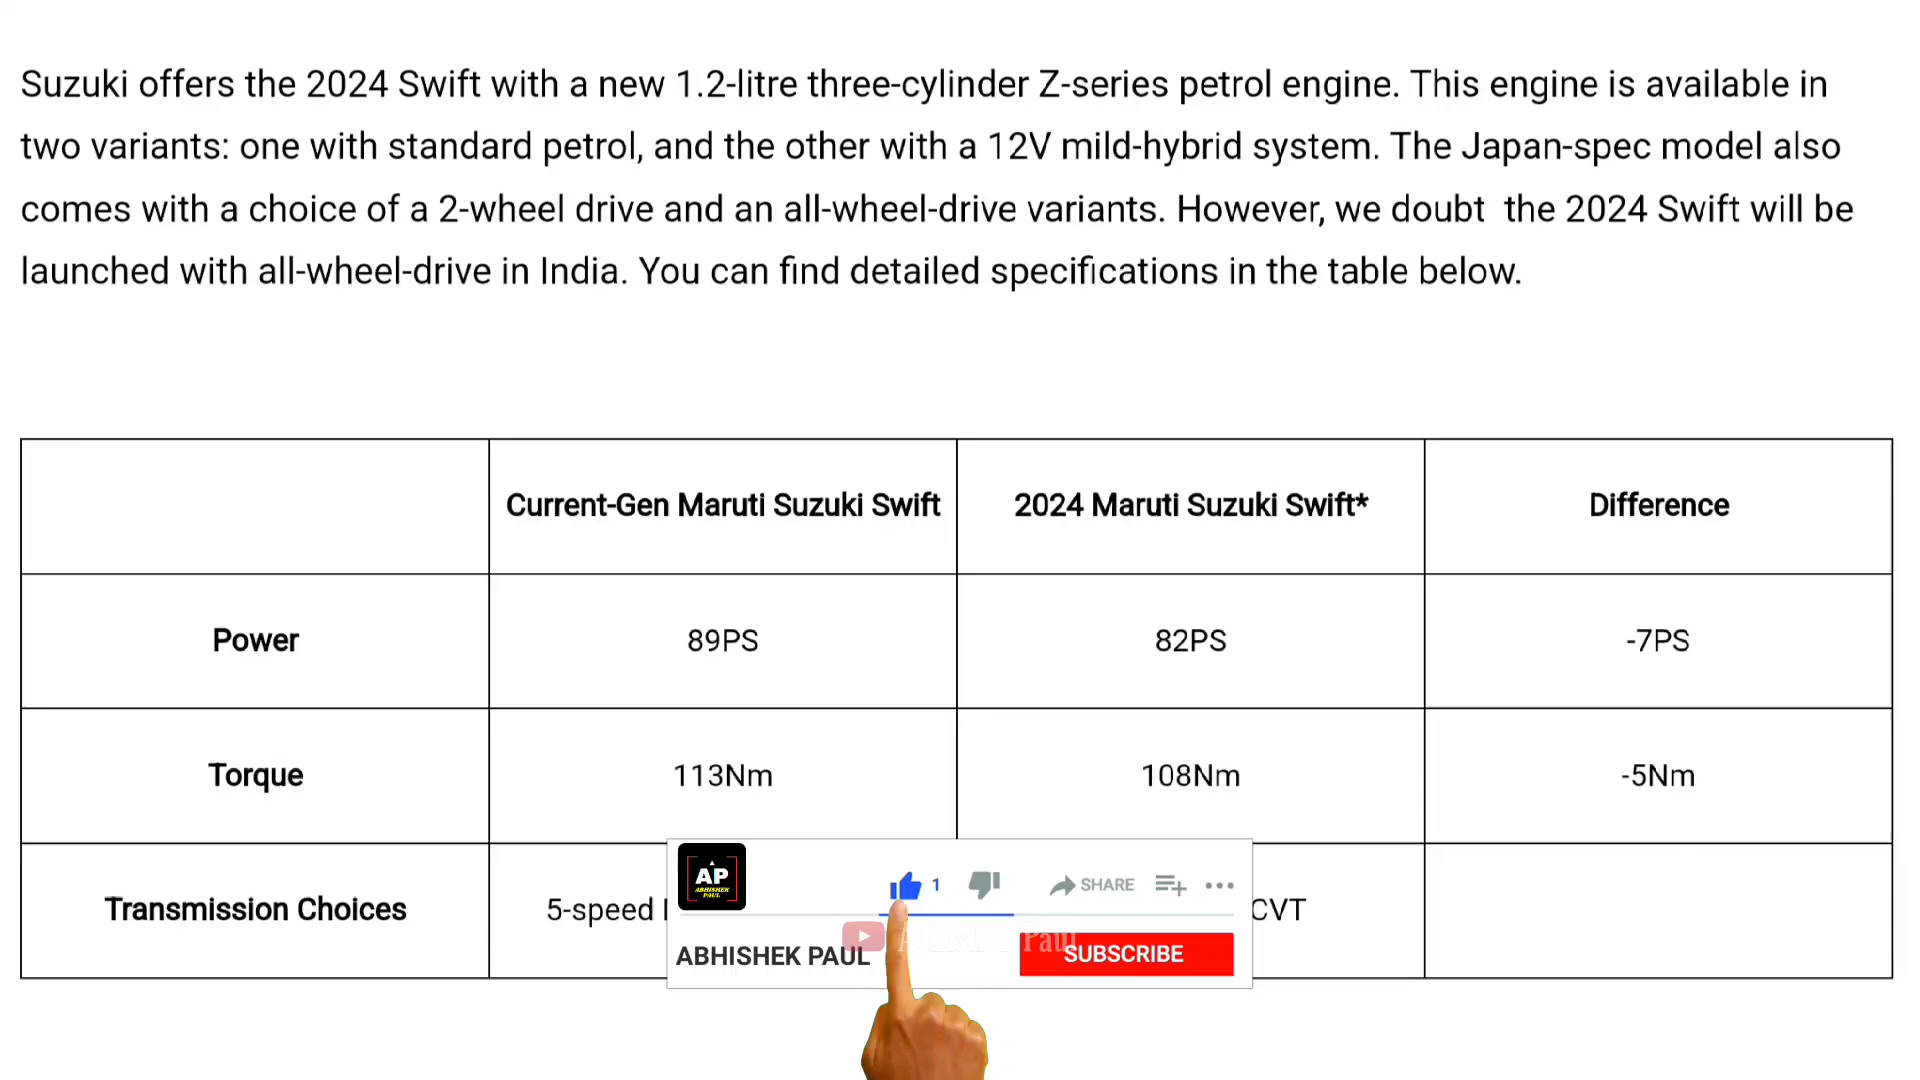 Suzuki offers the 2024 Swift with a new 1.2-litre three-cylinder Z-series petrol engine. This engine is available in
two variants: one with standard petrol, and the other with a 12V mild-hybrid system. The Japan-spec model also
comes with a choice of a 2-wheel drive and an all-wheel-drive variants. However, we doubt the 2024 Swift will be
launched with all-wheel-drive in India. You can find detailed specifications in the table below.
Current-Gen Maruti Suzuki Swift 2024 Maruti Suzuki Swift* Difference
Power 89PS 82PS -7PS
Torque 113Nm 108Nm -5Nm
Transmission Choices 5-speed CVT
AP
ABHISHEK
PAUL
1 SHARE
ABHISHEK PAUL
Paul
SUBSCRIBE